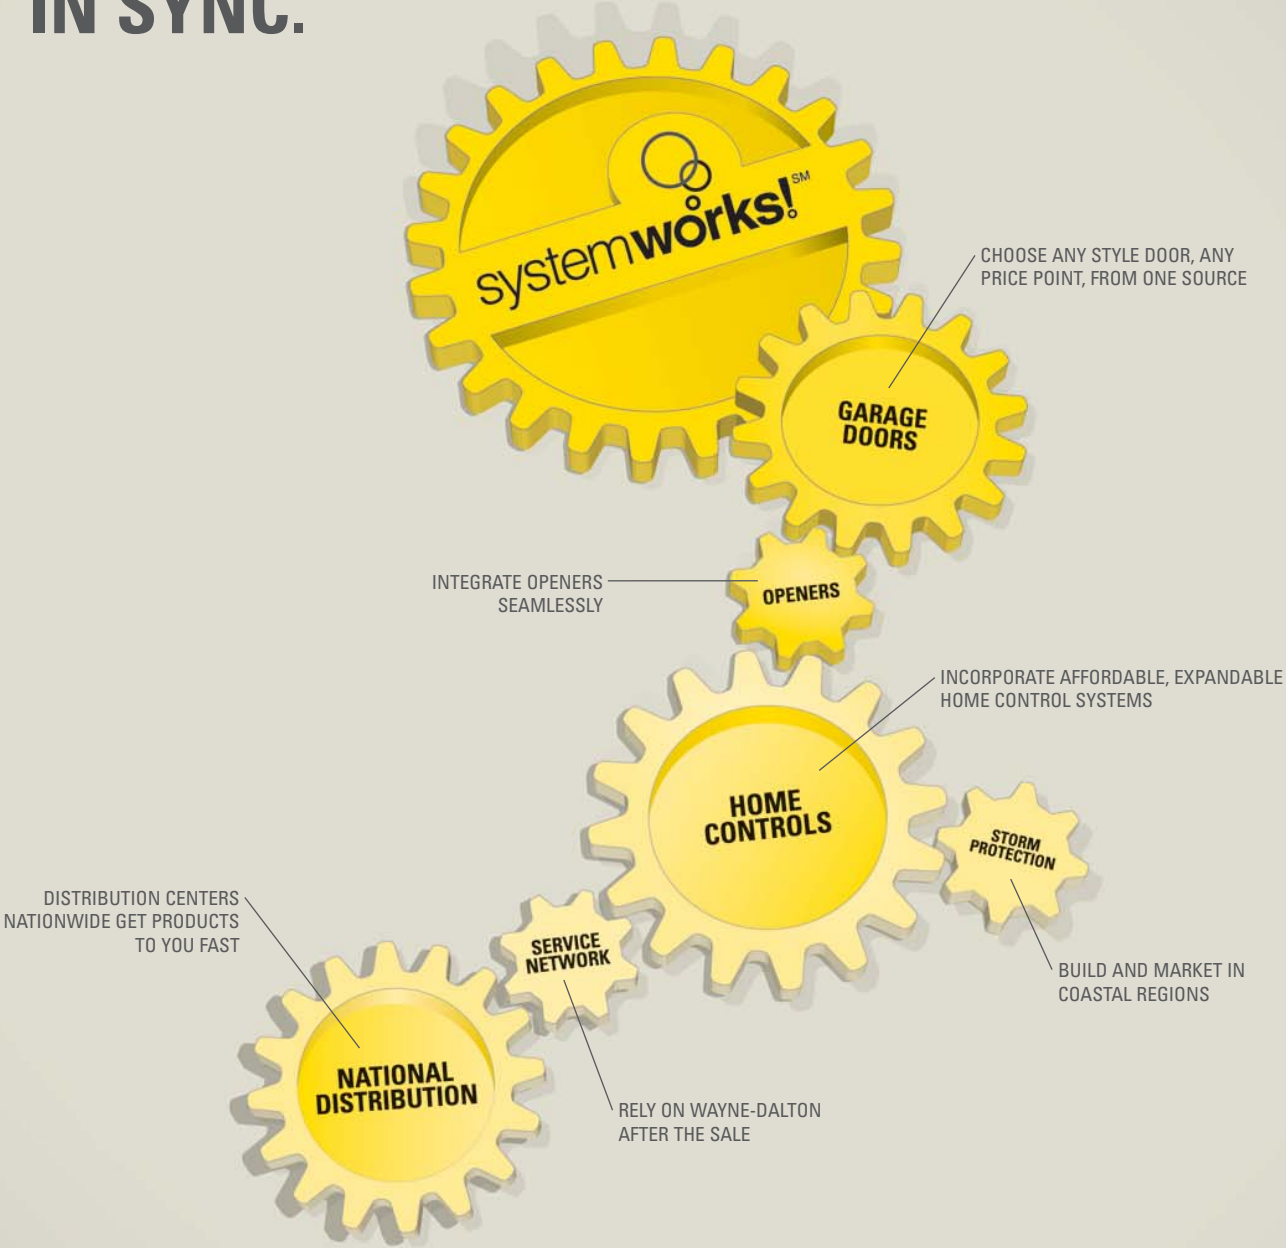 IN SYNC.
systemworks!℠
CHOOSE ANY STYLE DOOR, ANY
PRICE POINT, FROM ONE SOURCE
GARAGE
DOORS
INTEGRATE OPENERS
SEAMLESSLY
OPENERS
INCORPORATE AFFORDABLE, EXPANDABLE
HOME CONTROL SYSTEMS
HOME
CONTROLS
STORM
PROTECTION
DISTRIBUTION CENTERS
NATIONWIDE GET PRODUCTS
TO YOU FAST
SERVICE
NETWORK
BUILD AND MARKET IN
COASTAL REGIONS
NATIONAL
DISTRIBUTION
RELY ON WAYNE-DALTON
AFTER THE SALE